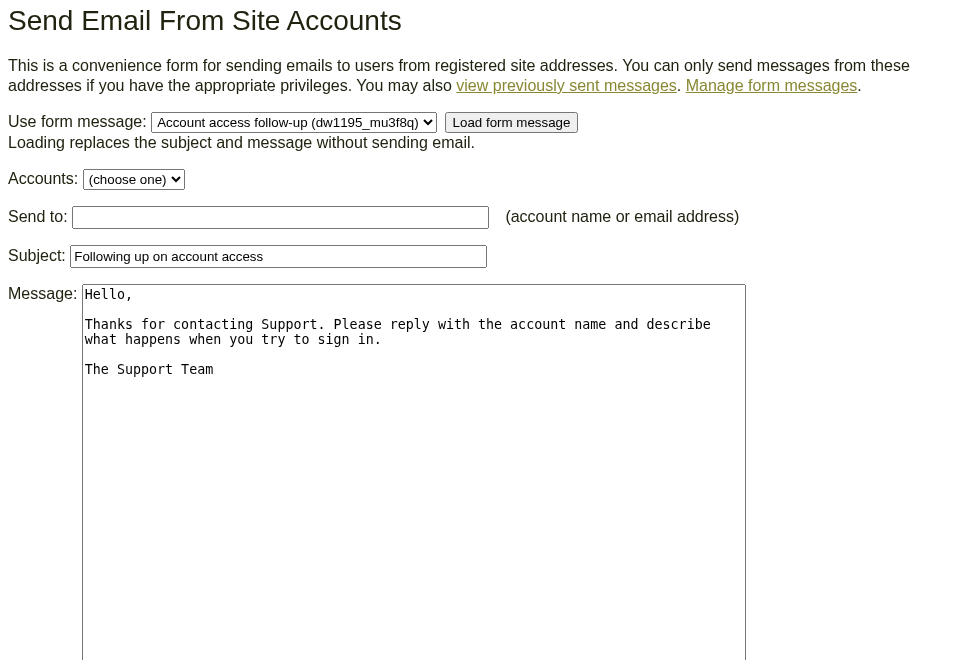 Send Email From Site Accounts
This is a convenience form for sending emails to users from registered site addresses. You can only send messages from these
addresses if you have the appropriate privileges. You may also view previously sent messages. Manage form messages.
Use form message: Account access follow-up (dw1195_mu3f8q) Load form message
Loading replaces the subject and message without sending email.
Accounts: (choose one)
Send to: (account name or email address)
Subject: Following up on account access
Message: Hello,
Thanks for contacting Support. Please reply with the account name and describe
what happens when you try to sign in.
The Support Team